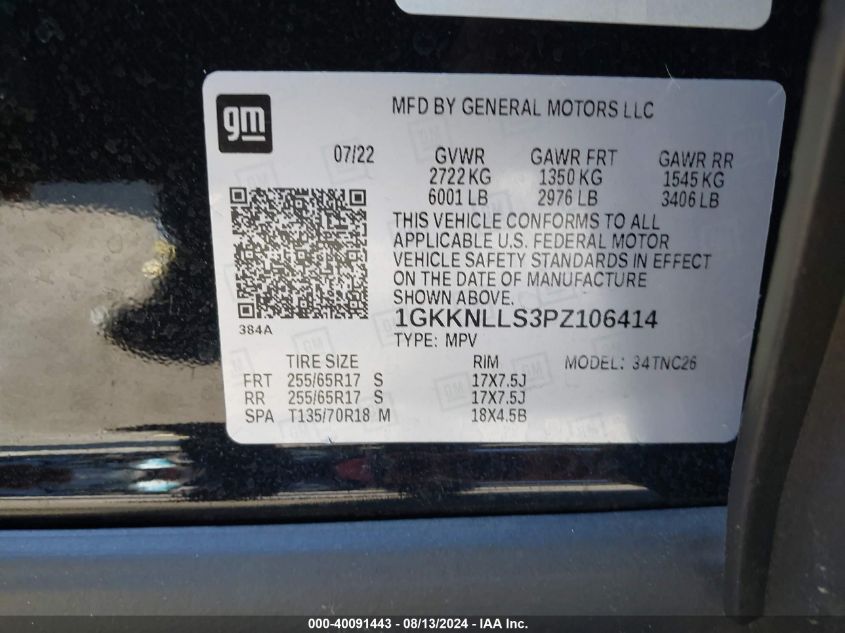 gm
MFD BY GENERAL MOTORS LLC
07/22 GVWR GAWR FRT GAWR RR
2722 KG 1350 KG 1545 KG
6001 LB 2976 LB 3406 LB
THIS VEHICLE CONFORMS TO ALL
APPLICABLE U.S. FEDERAL MOTOR
VEHICLE SAFETY STANDARDS IN EFFECT
ON THE DATE OF MANUFACTURE
SHOWN ABOVE.
384A
1GKKNLLS3PZ106414
TYPE: MPV
TIRE SIZE RIM MODEL: 34TNC26
FRT 255/65R17 S 17X7.5J
RR 255/65R17 S 17X7.5J
SPA T135/70R18 M 18X4.5B
000-40091443 - 08/13/2024 - IAA Inc.